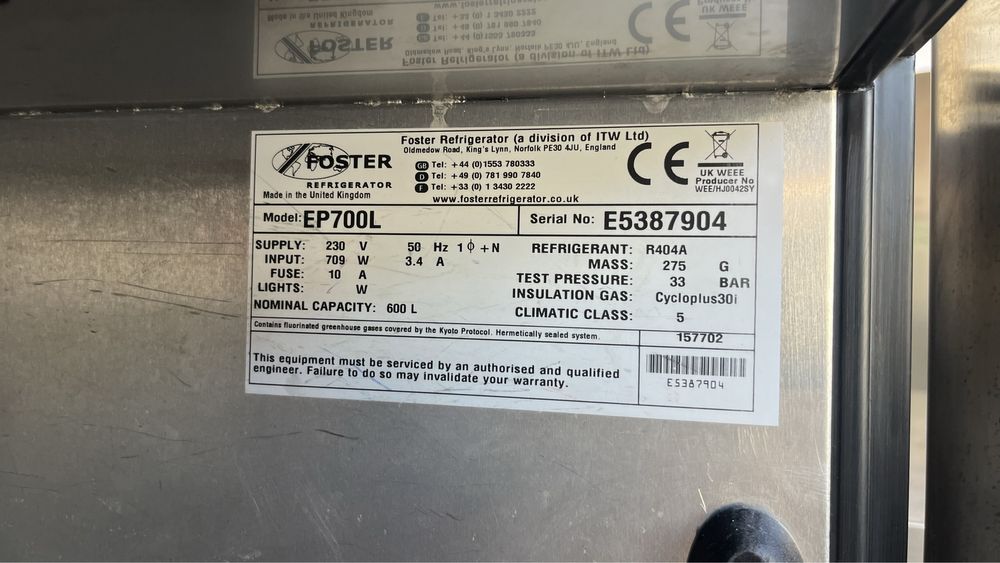 FOSTER
REFRIGERATOR
Made in the United Kingdom
Foster Refrigerator (a division of ITW Ltd)
Oldmedow Road, King's Lynn, Norfolk PE30 4JU, England
GB Tel: +44 (0)1553 780333
D Tel: +49 (0) 781 990 7840
F Tel: +33 (0) 1 3430 2222
www.fosterrefrigerator.co.uk
CE
UK WEEE
Producer No
WEE/HJ0042SY
Model: EP700L
Serial No: E5387904
SUPPLY: 230 V 50 Hz 1ϕ + N
INPUT: 709 W 3.4 A
FUSE: 10 A
LIGHTS: W
NOMINAL CAPACITY: 600 L
REFRIGERANT: R404A
MASS: 275 G
TEST PRESSURE: 33 BAR
INSULATION GAS: Cycloplus30i
CLIMATIC CLASS: 5
Contains fluorinated greenhouse gases covered by the Kyoto Protocol. Hermetically sealed system.
157702
This equipment must be serviced by an authorised and qualified
engineer. Failure to do so may invalidate your warranty.
E5387904